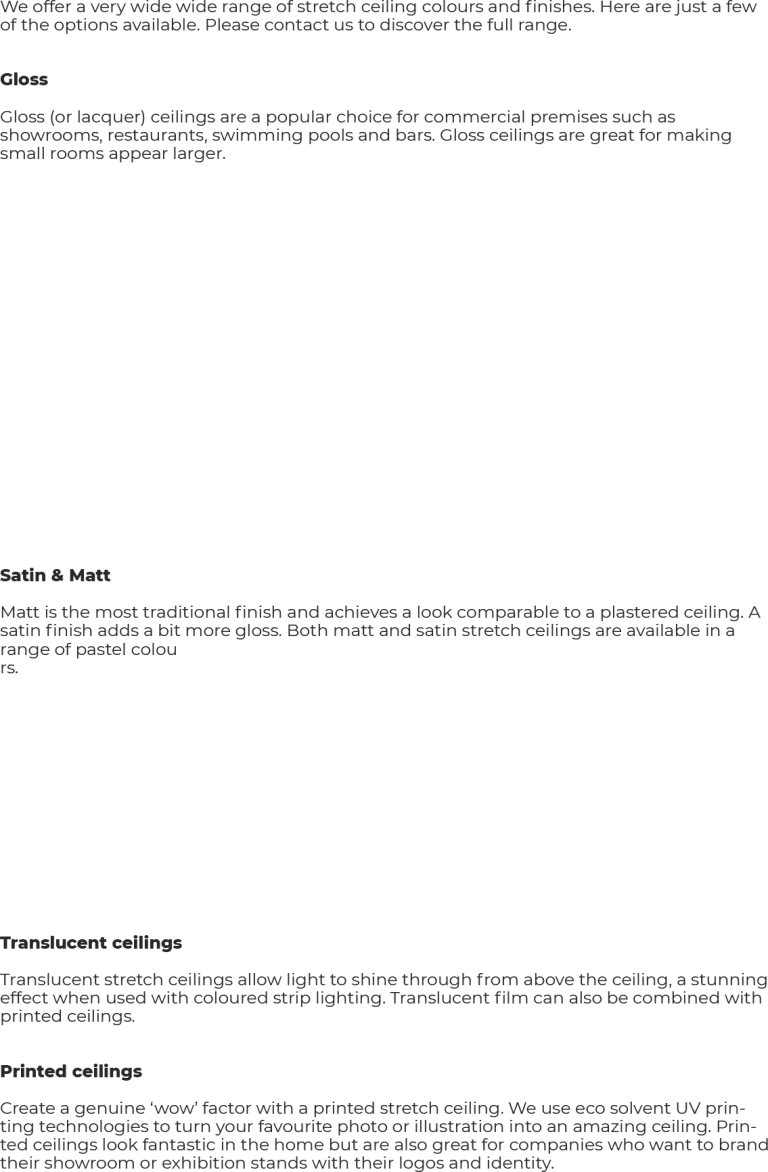 We offer a very wide wide range of stretch ceiling colours and finishes. Here are just a few
of the options available. Please contact us to discover the full range.
Gloss
Gloss (or lacquer) ceilings are a popular choice for commercial premises such as
showrooms, restaurants, swimming pools and bars. Gloss ceilings are great for making
small rooms appear larger.
Satin & Matt
Matt is the most traditional finish and achieves a look comparable to a plastered ceiling. A
satin finish adds a bit more gloss. Both matt and satin stretch ceilings are available in a
range of pastel colou
rs.
Translucent ceilings
Translucent stretch ceilings allow light to shine through from above the ceiling, a stunning
effect when used with coloured strip lighting. Translucent film can also be combined with
printed ceilings.
Printed ceilings
Create a genuine ‘wow’ factor with a printed stretch ceiling. We use eco solvent UV prin-
ting technologies to turn your favourite photo or illustration into an amazing ceiling. Prin-
ted ceilings look fantastic in the home but are also great for companies who want to brand
their showroom or exhibition stands with their logos and identity.